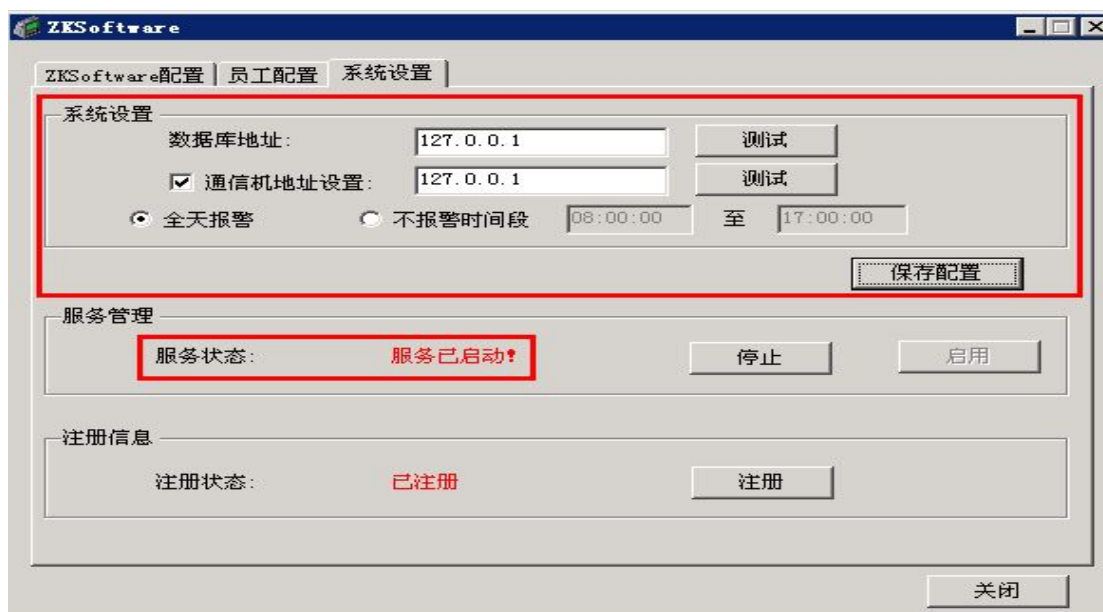 ZKSoftware
ZKSoftware配置 员工配置 系统设置
系统设置
数据库地址: 127.0.0.1 测试
通信机地址设置: 127.0.0.1 测试
全天报警 不报警时间段 08:00:00 至 17:00:00
保存配置
服务管理
服务状态: 服务已启动! 停止 启用
注册信息
注册状态: 已注册 注册
关闭